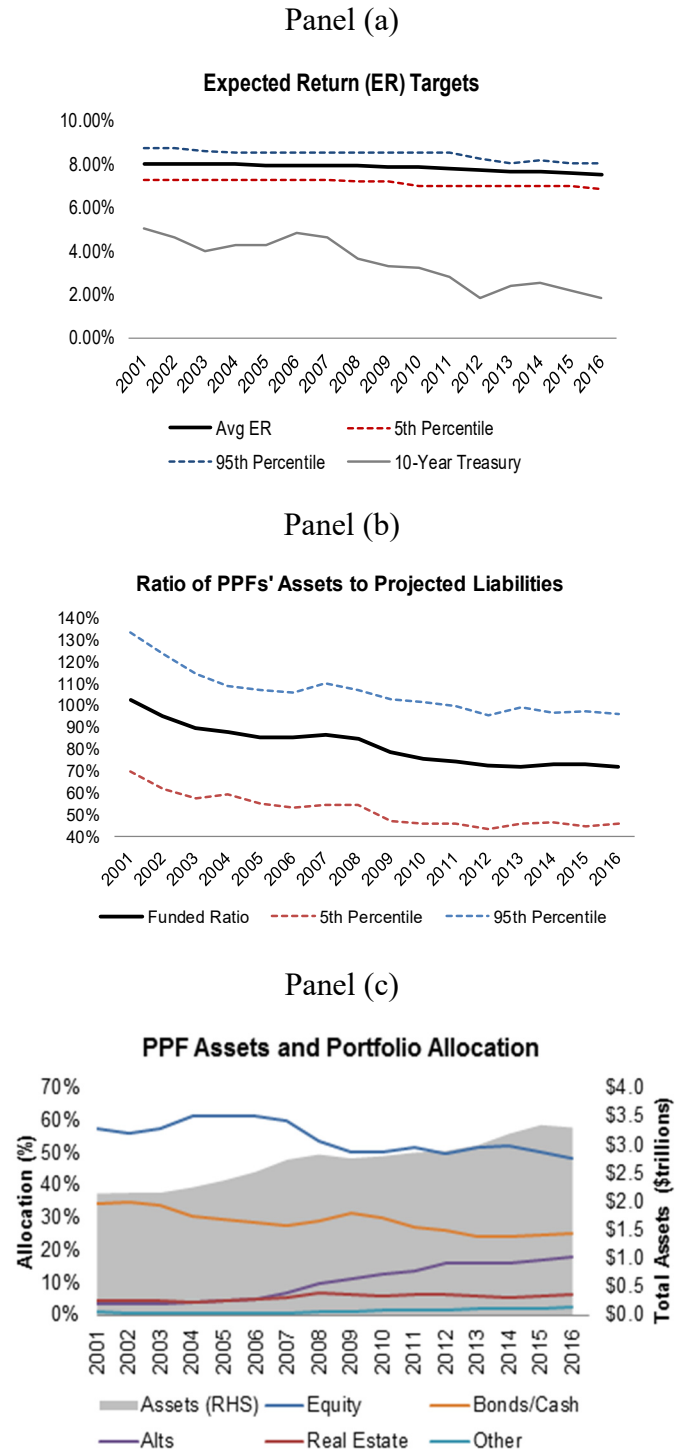 Panel (a)
Expected Return (ER) Targets
10.00%
8.00%
6.00%
4.00%
2.00%
0.00%
2001 2002 2003 2004 2005 2006 2007 2008 2009 2010 2011 2012 2013 2014 2015 2016
Avg ER 5th Percentile
95th Percentile 10-Year Treasury
Panel (b)
Ratio of PPFs' Assets to Projected Liabilities
140%
130%
120%
110%
100%
90%
80%
70%
60%
50%
40%
2001 2002 2003 2004 2005 2006 2007 2008 2009 2010 2011 2012 2013 2014 2015 2016
Funded Ratio 5th Percentile 95th Percentile
Panel (c)
PPF Assets and Portfolio Allocation
Allocation (%)
70% $4.0
60% $3.5
50% $3.0
40% $2.5
30% $2.0
20% $1.5
10% $1.0
0% $0.5
$0.0
Total Assets ($trillions)
2001 2002 2003 2004 2005 2006 2007 2008 2009 2010 2011 2012 2013 2014 2015 2016
Assets (RHS) Equity Bonds/Cash
Alts Real Estate Other